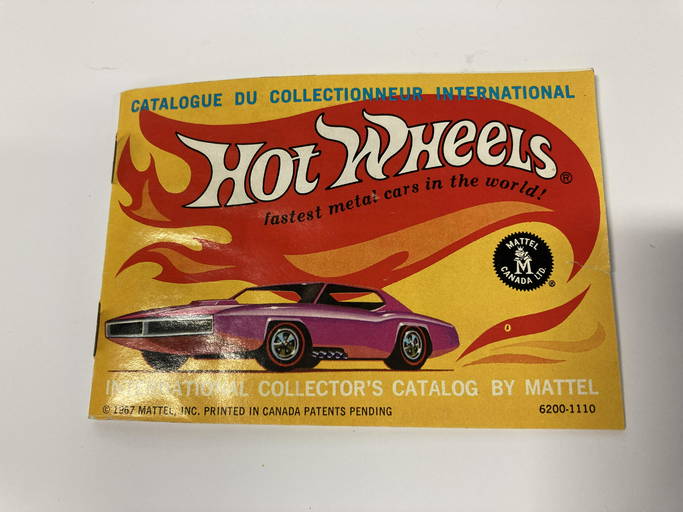 CATALOGUE DU COLLECTIONNEUR INTERNATIONAL
HOT WHEELS®
fastest metal cars in the world!
MATTEL
M
CANADA LTD.
®
INTERNATIONAL COLLECTOR'S CATALOG BY MATTEL
© 1967 MATTEL, INC. PRINTED IN CANADA PATENTS PENDING
6200-1110